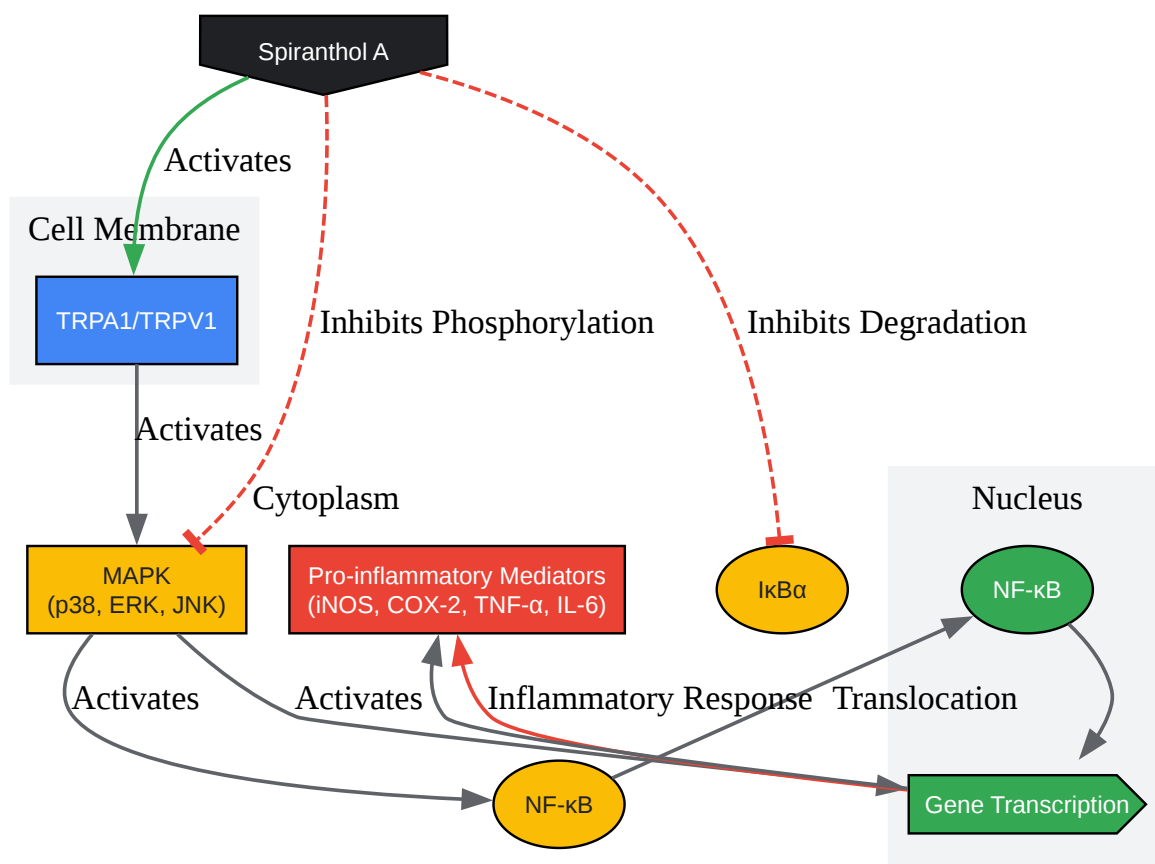 Spiranthol A
Activates
Cell Membrane
TRPA1/TRPV1
Inhibits Phosphorylation
Inhibits Degradation
Activates
Cytoplasm
Nucleus
MAPK
(p38, ERK, JNK)
Pro-inflammatory Mediators
(iNOS, COX-2, TNF-α, IL-6)
IκBα
NF-κB
Activates
Activates
Inflammatory Response
Translocation
NF-κB
Gene Transcription